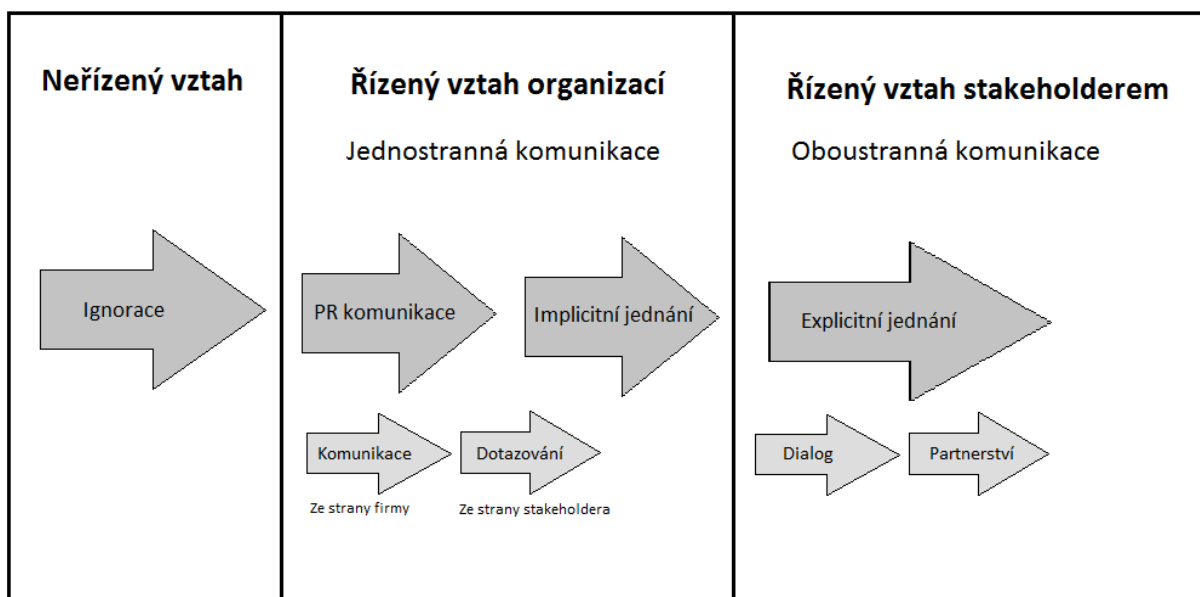 Neřízený vztah
Ignorace
Řízený vztah organizací
Jednostranná komunikace
PR komunikace
Implicitní jednání
Komunikace
Dotazování
Ze strany firmy
Ze strany stakeholdera
Řízený vztah stakeholderem
Oboustranná komunikace
Explicitní jednání
Dialog
Partnerství